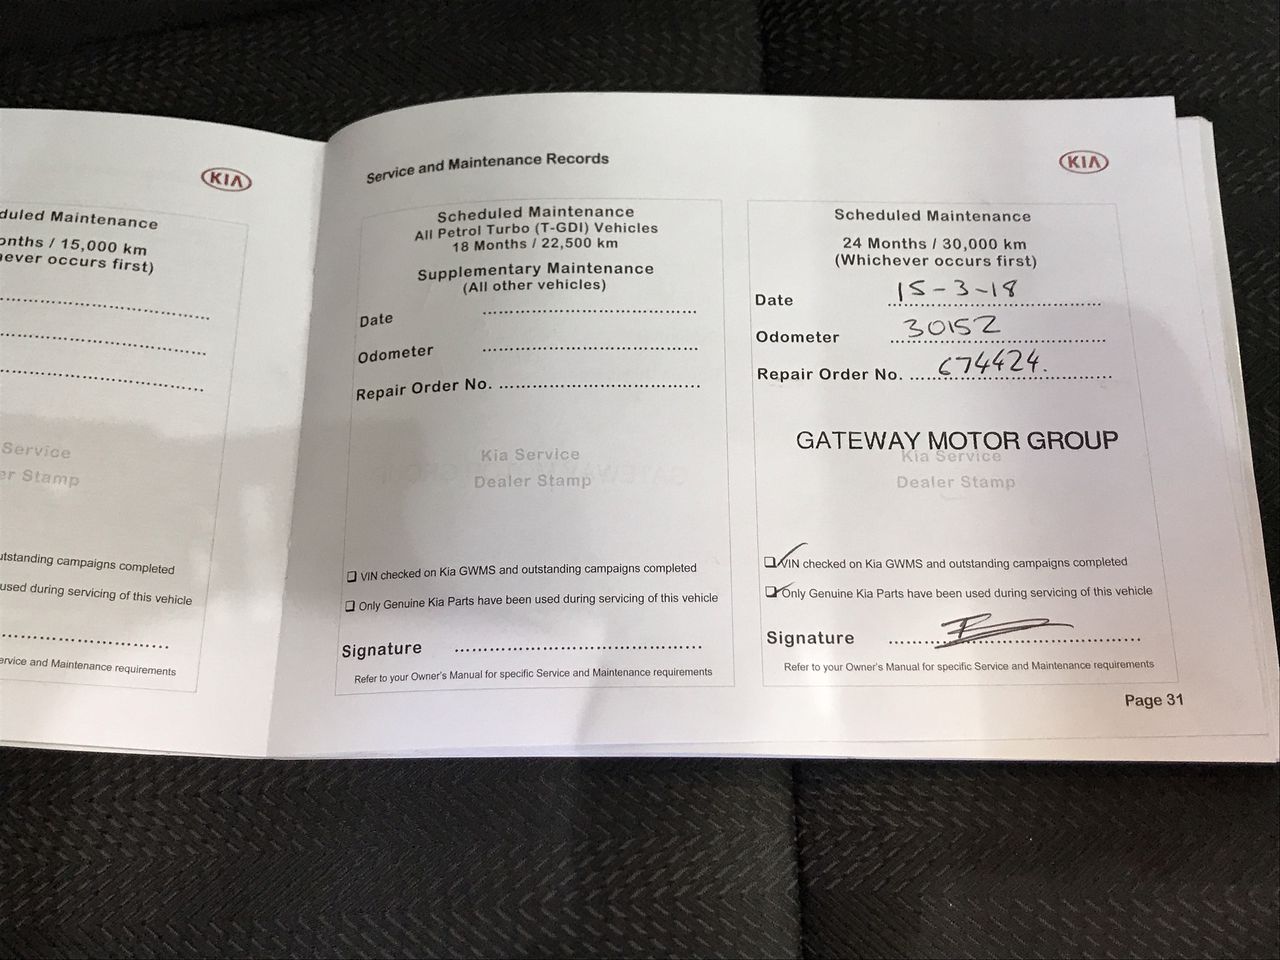 KIA
duled Maintenance
onths / 15,000 km
ever occurs first)
Service
er Stamp
utstanding campaigns completed
used during servicing of this vehicle
ervice and Maintenance requirements
Service and Maintenance Records
Scheduled Maintenance
All Petrol Turbo (T-GDI) Vehicles
18 Months / 22,500 km
Supplementary Maintenance
(All other vehicles)
Date
Odometer
Repair Order No.
Kia Service
Dealer Stamp
VIN checked on Kia GWMS and outstanding campaigns completed
Only Genuine Kia Parts have been used during servicing of this vehicle
Signature
Refer to your Owner's Manual for specific Service and Maintenance requirements
KIA
Scheduled Maintenance
24 Months / 30,000 km
(Whichever occurs first)
Date 15-3-18
Odometer 30152
Repair Order No. 674424.
GATEWAY MOTOR GROUP
Kia Service
Dealer Stamp
VIN checked on Kia GWMS and outstanding campaigns completed
Only Genuine Kia Parts have been used during servicing of this vehicle
Signature
Refer to your Owner's Manual for specific Service and Maintenance requirements
Page 31